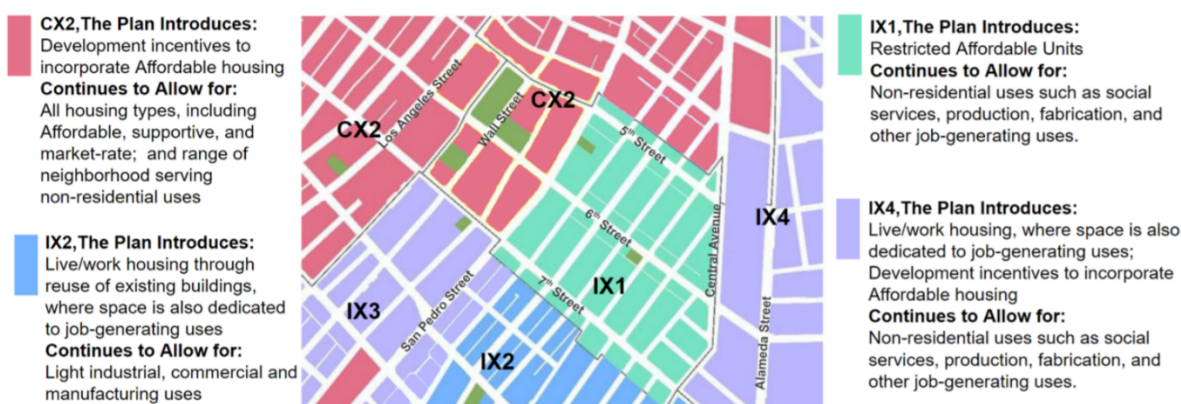 CX2,The Plan Introduces:
Development incentives to
incorporate Affordable housing
Continues to Allow for:
All housing types, including
Affordable, supportive, and
market-rate;  and range of
neighborhood serving
non-residential uses
IX2,The Plan Introduces:
Live/work housing through
reuse of existing buildings,
where space is also dedicated
to job-generating uses
Continues to Allow for:
Light industrial, commercial and
manufacturing uses
CX2
Los Angeles Street
Wall Street
CX2
5th Street
6th Street
7th Street
IX1
Central Avenue
IX4
Alameda Street
IX3
San Pedro Street
IX2
IX1,The Plan Introduces:
Restricted Affordable Units
Continues to Allow for:
Non-residential uses such as social
services, production, fabrication, and
other job-generating uses.
IX4,The Plan Introduces:
Live/work housing, where space is also
dedicated to job-generating uses;
Development incentives to incorporate
Affordable housing
Continues to Allow for:
Non-residential uses such as social
services, production, fabrication, and
other job-generating uses.